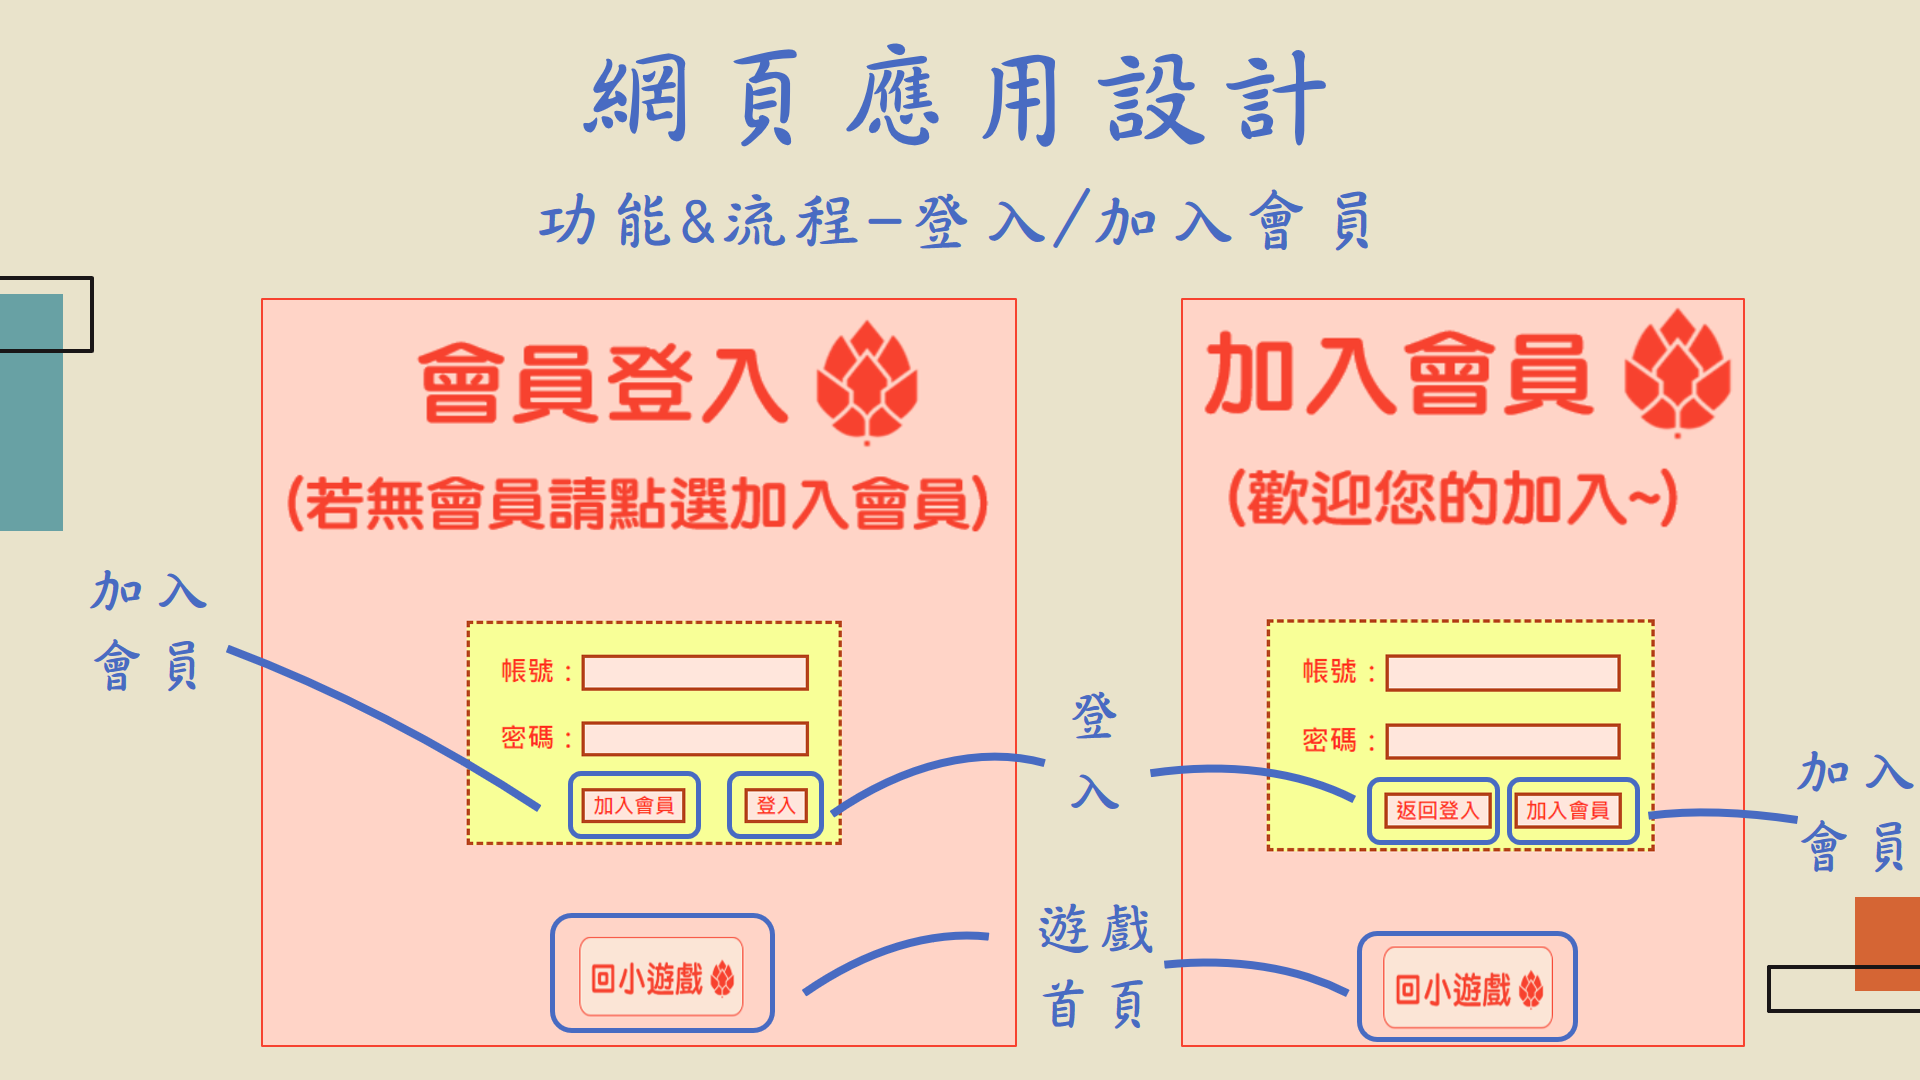 網頁應用設計
功能&流程-登入/加入會員
會員登入
(若無會員請點選加入會員)
帳號：
密碼：
加入會員
登入
回小遊戲
加入會員
(歡迎您的加入~)
帳號：
密碼：
返回登入
加入會員
回小遊戲
加入
會員
登
入
遊戲
首頁
加入
會員